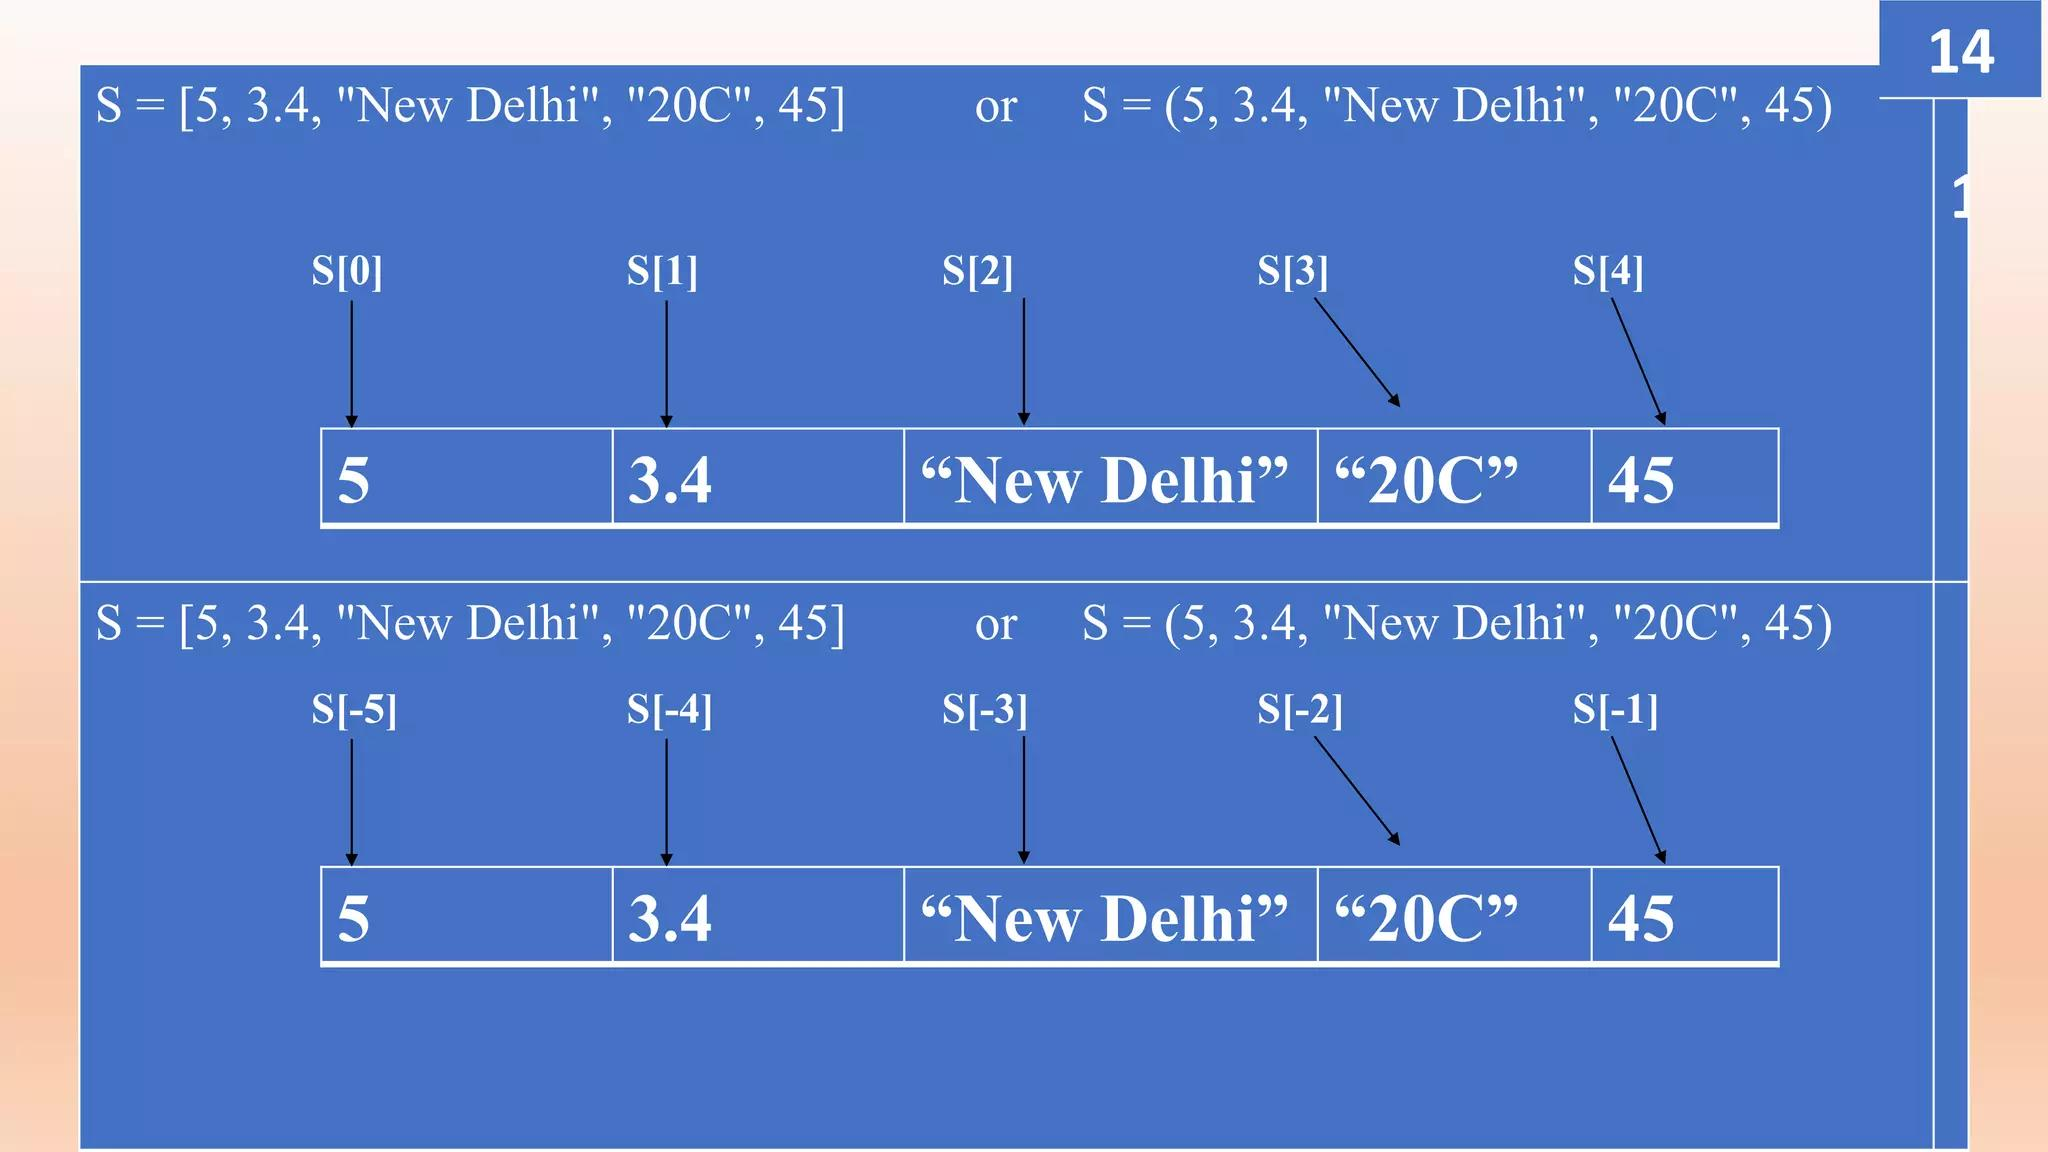 14
S = [5, 3.4, "New Delhi", "20C", 45] or S = (5, 3.4, "New Delhi", "20C", 45)
1
S[0] S[1] S[2] S[3] S[4]
5 3.4 “New Delhi” “20C” 45
S = [5, 3.4, "New Delhi", "20C", 45] or S = (5, 3.4, "New Delhi", "20C", 45)
S[-5] S[-4] S[-3] S[-2] S[-1]
5 3.4 “New Delhi” “20C” 45